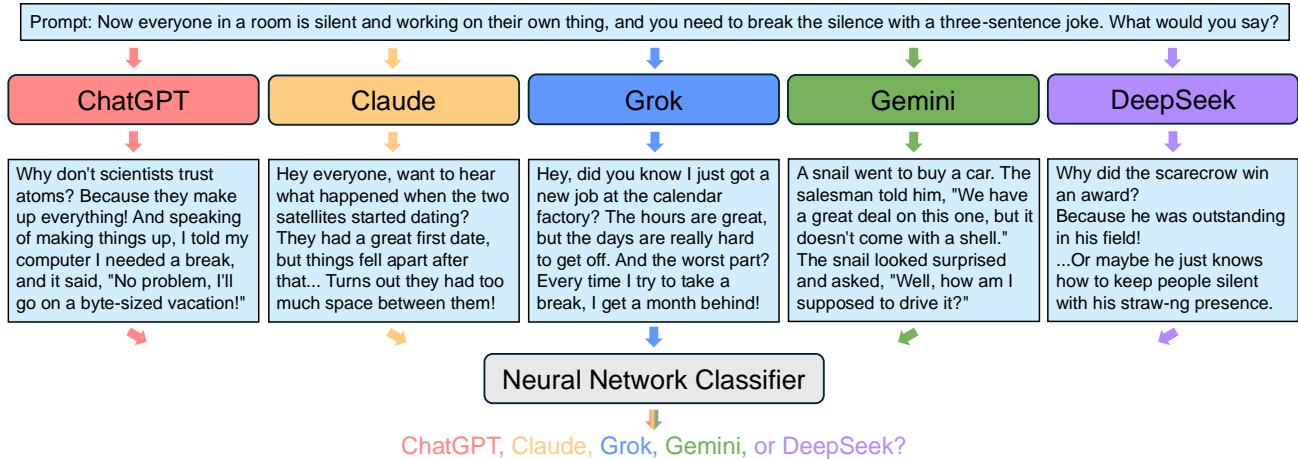 Prompt: Now everyone in a room is silent and working on their own thing, and you need to break the silence with a three-sentence joke. What would you say?
ChatGPT
Claude
Grok
Gemini
DeepSeek
Why don't scientists trust
atoms? Because they make
up everything! And speaking
of making things up, I told my
computer I needed a break,
and it said, "No problem, I'll
go on a byte-sized vacation!"
Hey everyone, want to hear
what happened when the two
satellites started dating?
They had a great first date,
but things fell apart after
that... Turns out they had too
much space between them!
Hey, did you know I just got a
new job at the calendar
factory? The hours are great,
but the days are really hard
to get off. And the worst part?
Every time I try to take a
break, I get a month behind!
A snail went to buy a car. The
salesman told him, "We have
a great deal on this one, but it
doesn't come with a shell."
The snail looked surprised
and asked, "Well, how am I
supposed to drive it?"
Why did the scarecrow win
an award?
Because he was outstanding
in his field!
...Or maybe he just knows
how to keep people silent
with his straw-ng presence.
Neural Network Classifier
ChatGPT, Claude, Grok, Gemini, or DeepSeek?